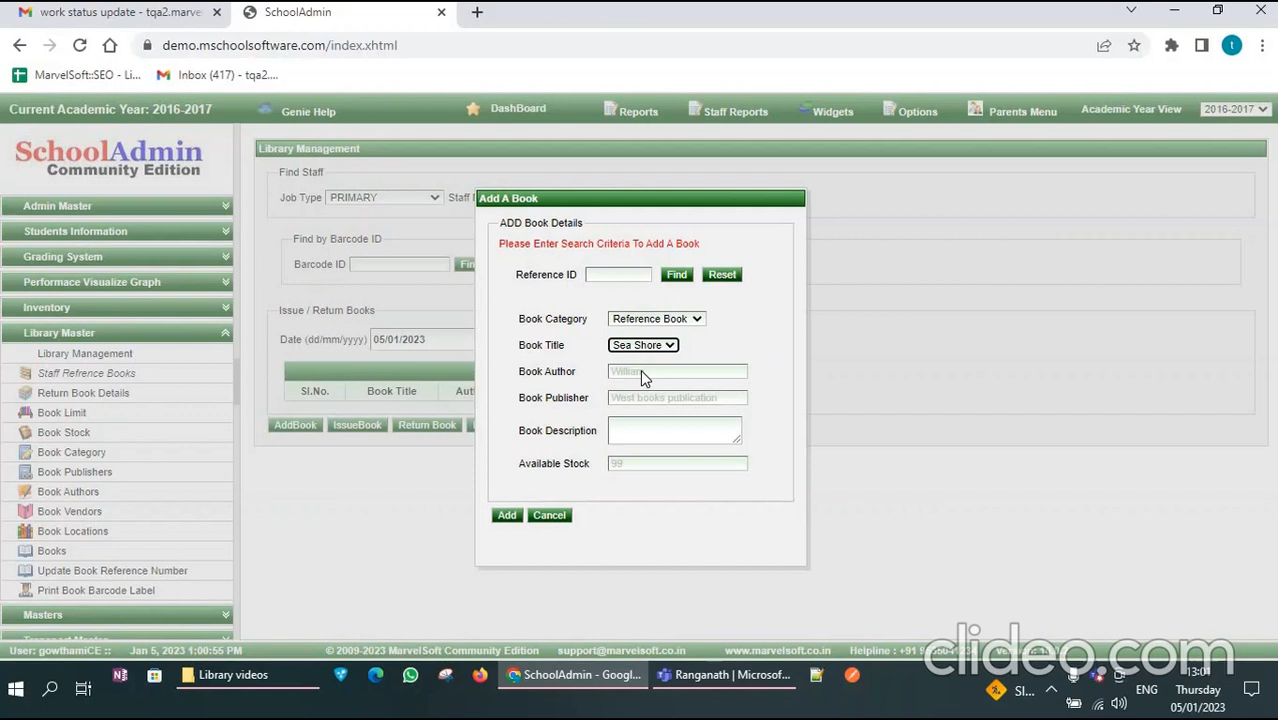 work status update - tqa2.marve
SchoolAdmin
demo.mschoolsoftware.com/index.xhtml
MarvelSoft::SEO - Li...
Inbox (417) - tqa2....
Current Academic Year: 2016-2017
Genie Help
DashBoard
Reports
Staff Reports
Widgets
Options
Parents Menu
Academic Year View
2016-2017
SchoolAdmin
Community Edition
Admin Master
Students Information
Grading System
Performace Visualize Graph
Inventory
Library Master
Library Management
Staff Refrence Books
Return Book Details
Book Limit
Book Stock
Book Category
Book Publishers
Book Authors
Book Vendors
Book Locations
Books
Update Book Reference Number
Print Book Barcode Label
Masters
Library Management
Find Staff
Job Type PRIMARY Staff
Find by Barcode ID
Barcode ID Fin
Issue / Return Books
Date (dd/mm/yyyy) 05/01/2023
Sl.No. Book Title Aut
AddBook IssueBook Return Book
Add A Book
ADD Book Details
Please Enter Search Criteria To Add A Book
Reference ID Find Reset
Book Category Reference Book
Book Title Sea Shore
Book Author
Book Publisher West books publication
Book Description
Available Stock 99
Add Cancel
User: gowthamiCE :: Jan 5, 2023 1:00:55 PM
© 2009-2023 MarvelSoft Community Edition
support@marvelsoft.co.in
www.marvelsoft.co.in
Helpline : +91
clideo.com
Library videos
SchoolAdmin - Googl...
Ranganath | Microsof...
Sl...
ENG
13:04
Thursday
05/01/2023